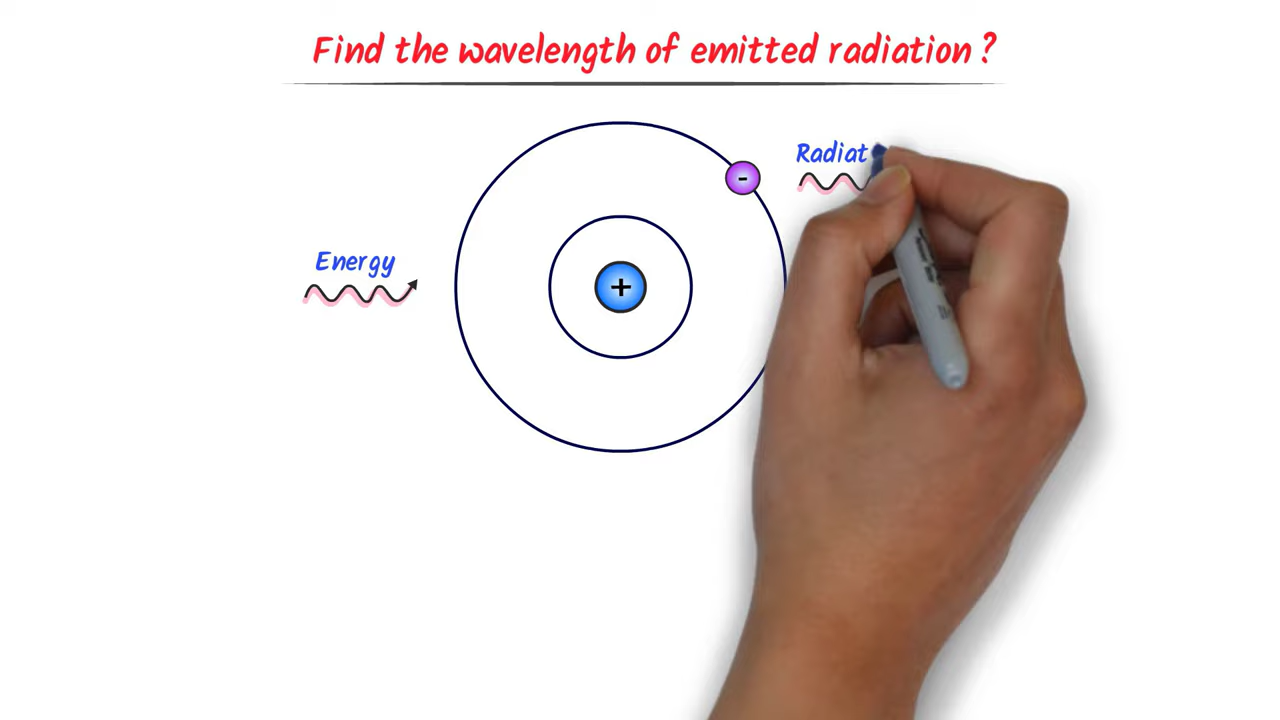 Find the wavelength of emitted radiation ?
Radiat
-
Energy
+